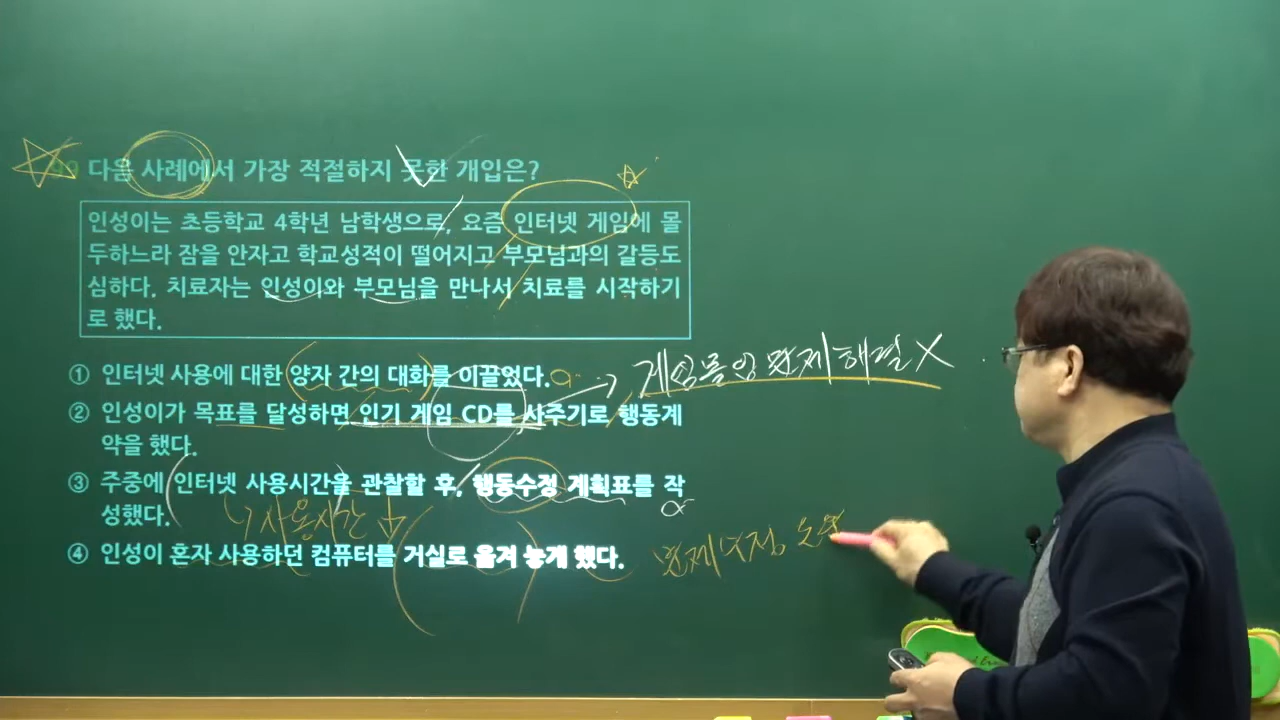 다음 사례에서 가장 적절하지 못한 개입은?
인성이는 초등학교 4학년 남학생으로, 요즘 인터넷 게임에 몰
두하느라 잠을 안자고 학교성적이 떨어지고 부모님과의 갈등도
심하다. 치료자는 인성이와 부모님을 만나서 치료를 시작하기
로 했다.
① 인터넷 사용에 대한 양자 간의 대화를 이끌었다.
→ 게임몰입 문제해결 X
② 인성이가 목표를 달성하면 인기 게임 CD를 사주기로 행동계
약을 했다.
③ 주중에 인터넷 사용시간을 관찰할 후, 행동수정 계획표를 작
성했다.
↳ 사용시간 ↓
④ 인성이 혼자 사용하던 컴퓨터를 거실로 옮겨 놓게 했다.